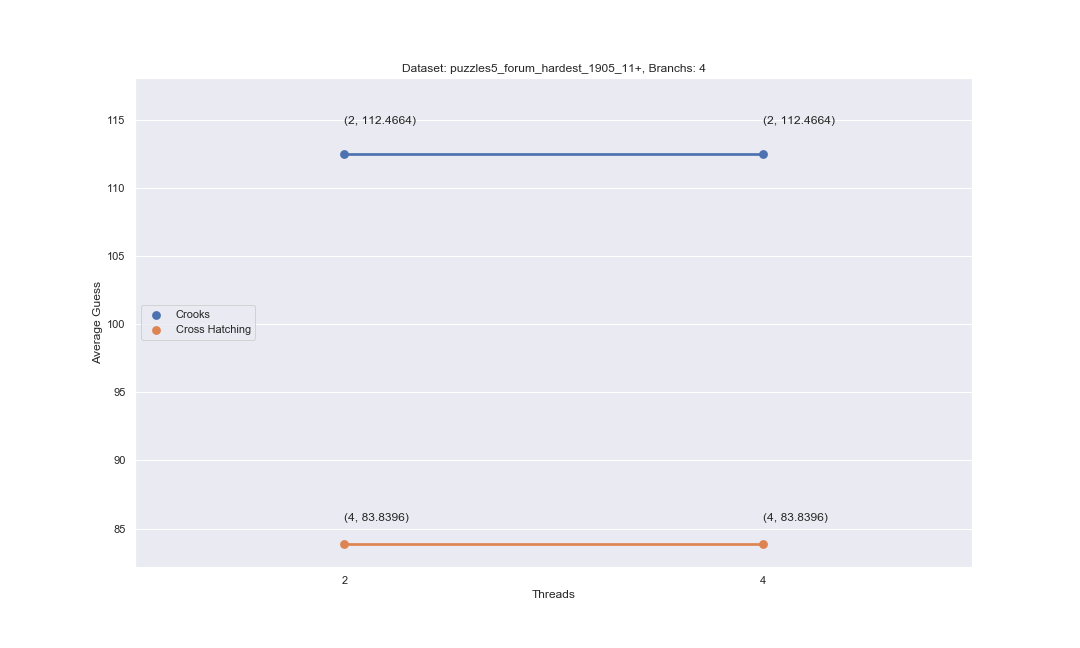 Dataset: puzzles5_forum_hardest_1905_11+, Branchs: 4
115
110
105
100
95
90
85
Average Guess
(2, 112.4664)
(2, 112.4664)
Crooks
Cross Hatching
(4, 83.8396)
(4, 83.8396)
2
4
Threads